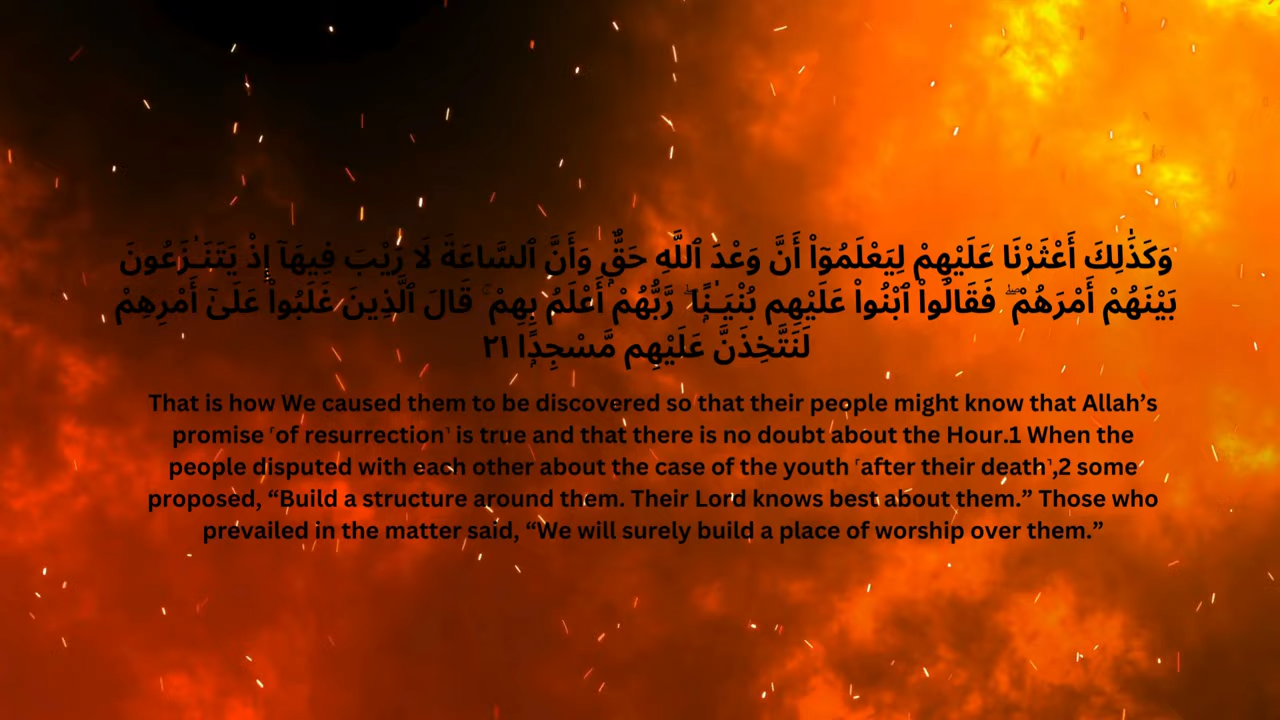 وَكَذَٰلِكَ أَعْثَرْنَا عَلَيْهِمْ لِيَعْلَمُوٓا۟ أَنَّ وَعْدَ ٱللَّهِ حَقٌّۭ وَأَنَّ ٱلسَّاعَةَ لَا رَيْبَ فِيهَآ إِذْ يَتَنَـٰزَعُونَ
بَيْنَهُمْ أَمْرَهُمْ ۖ فَقَالُوا۟ ٱبْنُوا۟ عَلَيْهِم بُنْيَـٰنًۭا ۖ رَّبُّهُمْ أَعْلَمُ بِهِمْ ۚ قَالَ ٱلَّذِينَ غَلَبُوا۟ عَلَىٰٓ أَمْرِهِمْ
لَنَتَّخِذَنَّ عَلَيْهِم مَّسْجِدًۭا ٢١
That is how We caused them to be discovered so that their people might know that Allah’s
promise ˹of resurrection˺ is true and that there is no doubt about the Hour.1 When the
people disputed with each other about the case of the youth ˹after their death˺,2 some
proposed, “Build a structure around them. Their Lord knows best about them.” Those who
prevailed in the matter said, “We will surely build a place of worship over them.”